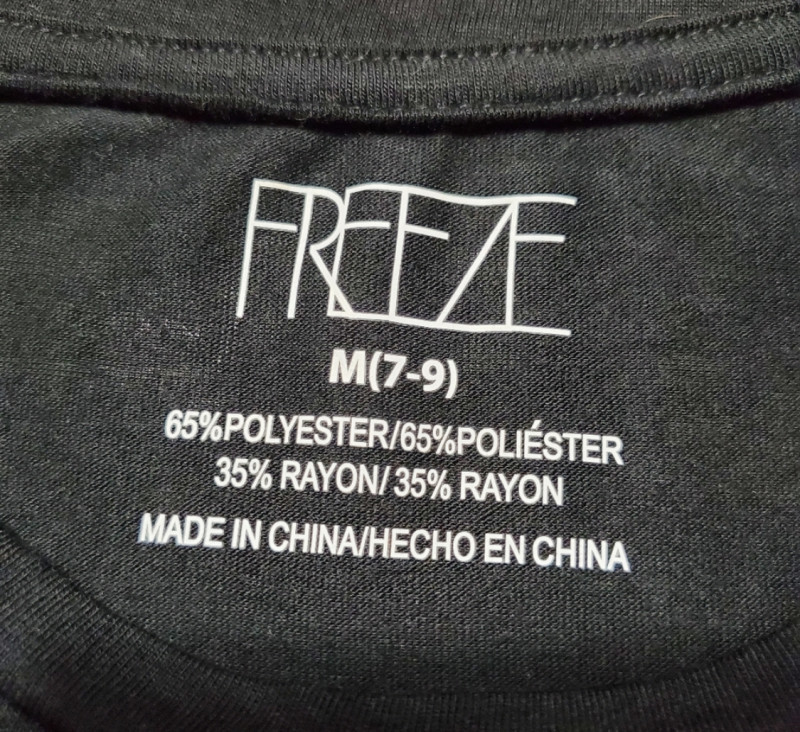 FREEZE
M(7-9)
65%POLYESTER/65%POLIÉSTER
35% RAYON/ 35% RAYON
MADE IN CHINA/HECHO EN CHINA